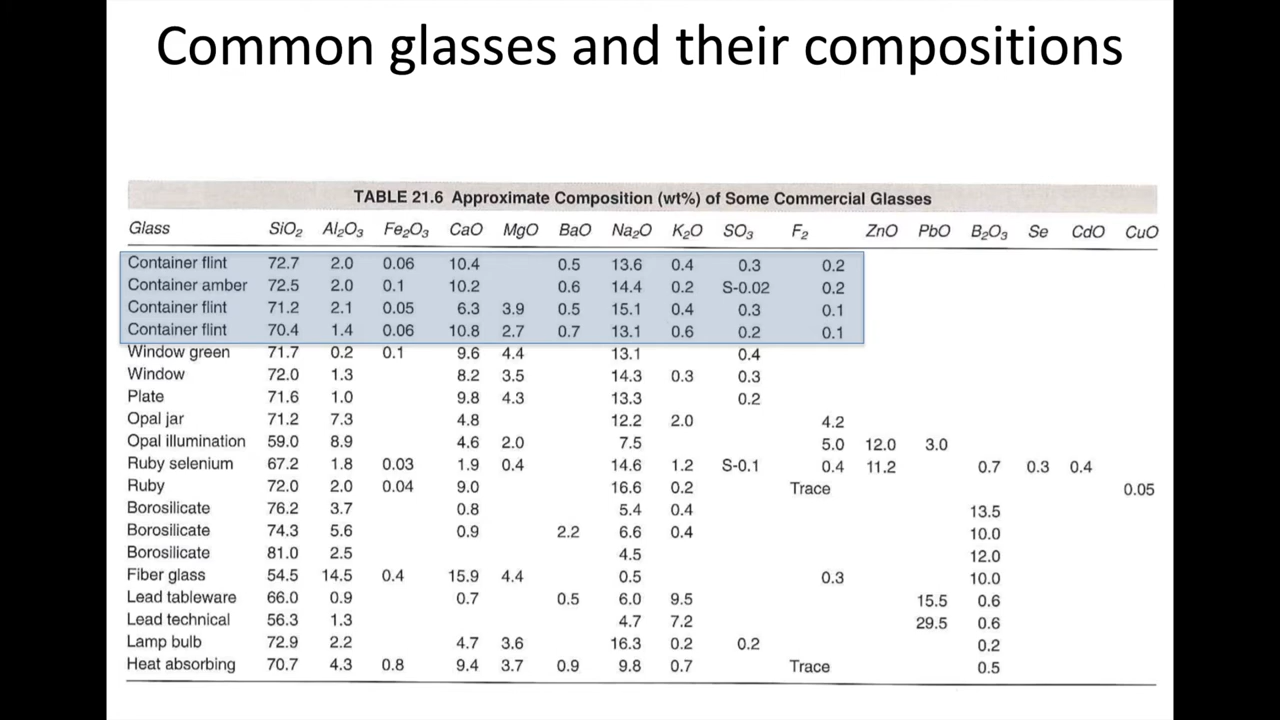 Common glasses and their compositions
TABLE 21.6 Approximate Composition (wt%) of Some Commercial Glasses
Glass SiO₂ Al₂O₃ Fe₂O₃ CaO MgO BaO Na₂O K₂O SO₃ F₂ ZnO PbO B₂O₃ Se CdO CuO
Container flint 72.7 2.0 0.06 10.4 0.5 13.6 0.4 0.3 0.2
Container amber 72.5 2.0 0.1 10.2 0.6 14.4 0.2 S-0.02 0.2
Container flint 71.2 2.1 0.05 6.3 3.9 0.5 15.1 0.4 0.3 0.1
Container flint 70.4 1.4 0.06 10.8 2.7 0.7 13.1 0.6 0.2 0.1
Window green 71.7 0.2 0.1 9.6 4.4 13.1 0.4
Window 72.0 1.3 8.2 3.5 14.3 0.3 0.3
Plate 71.6 1.0 9.8 4.3 13.3 0.2
Opal jar 71.2 7.3 4.8 12.2 2.0 4.2
Opal illumination 59.0 8.9 4.6 2.0 7.5 5.0 12.0 3.0
Ruby selenium 67.2 1.8 0.03 1.9 0.4 14.6 1.2 S-0.1 0.4 11.2 0.7 0.3 0.4
Ruby 72.0 2.0 0.04 9.0 16.6 0.2 Trace 0.05
Borosilicate 76.2 3.7 0.8 5.4 0.4 13.5
Borosilicate 74.3 5.6 0.9 2.2 6.6 0.4 10.0
Borosilicate 81.0 2.5 4.5 12.0
Fiber glass 54.5 14.5 0.4 15.9 4.4 0.5 0.3 10.0
Lead tableware 66.0 0.9 0.7 0.5 6.0 9.5 15.5 0.6
Lead technical 56.3 1.3 4.7 7.2 29.5 0.6
Lamp bulb 72.9 2.2 4.7 3.6 16.3 0.2 0.2 0.2
Heat absorbing 70.7 4.3 0.8 9.4 3.7 0.9 9.8 0.7 Trace 0.5